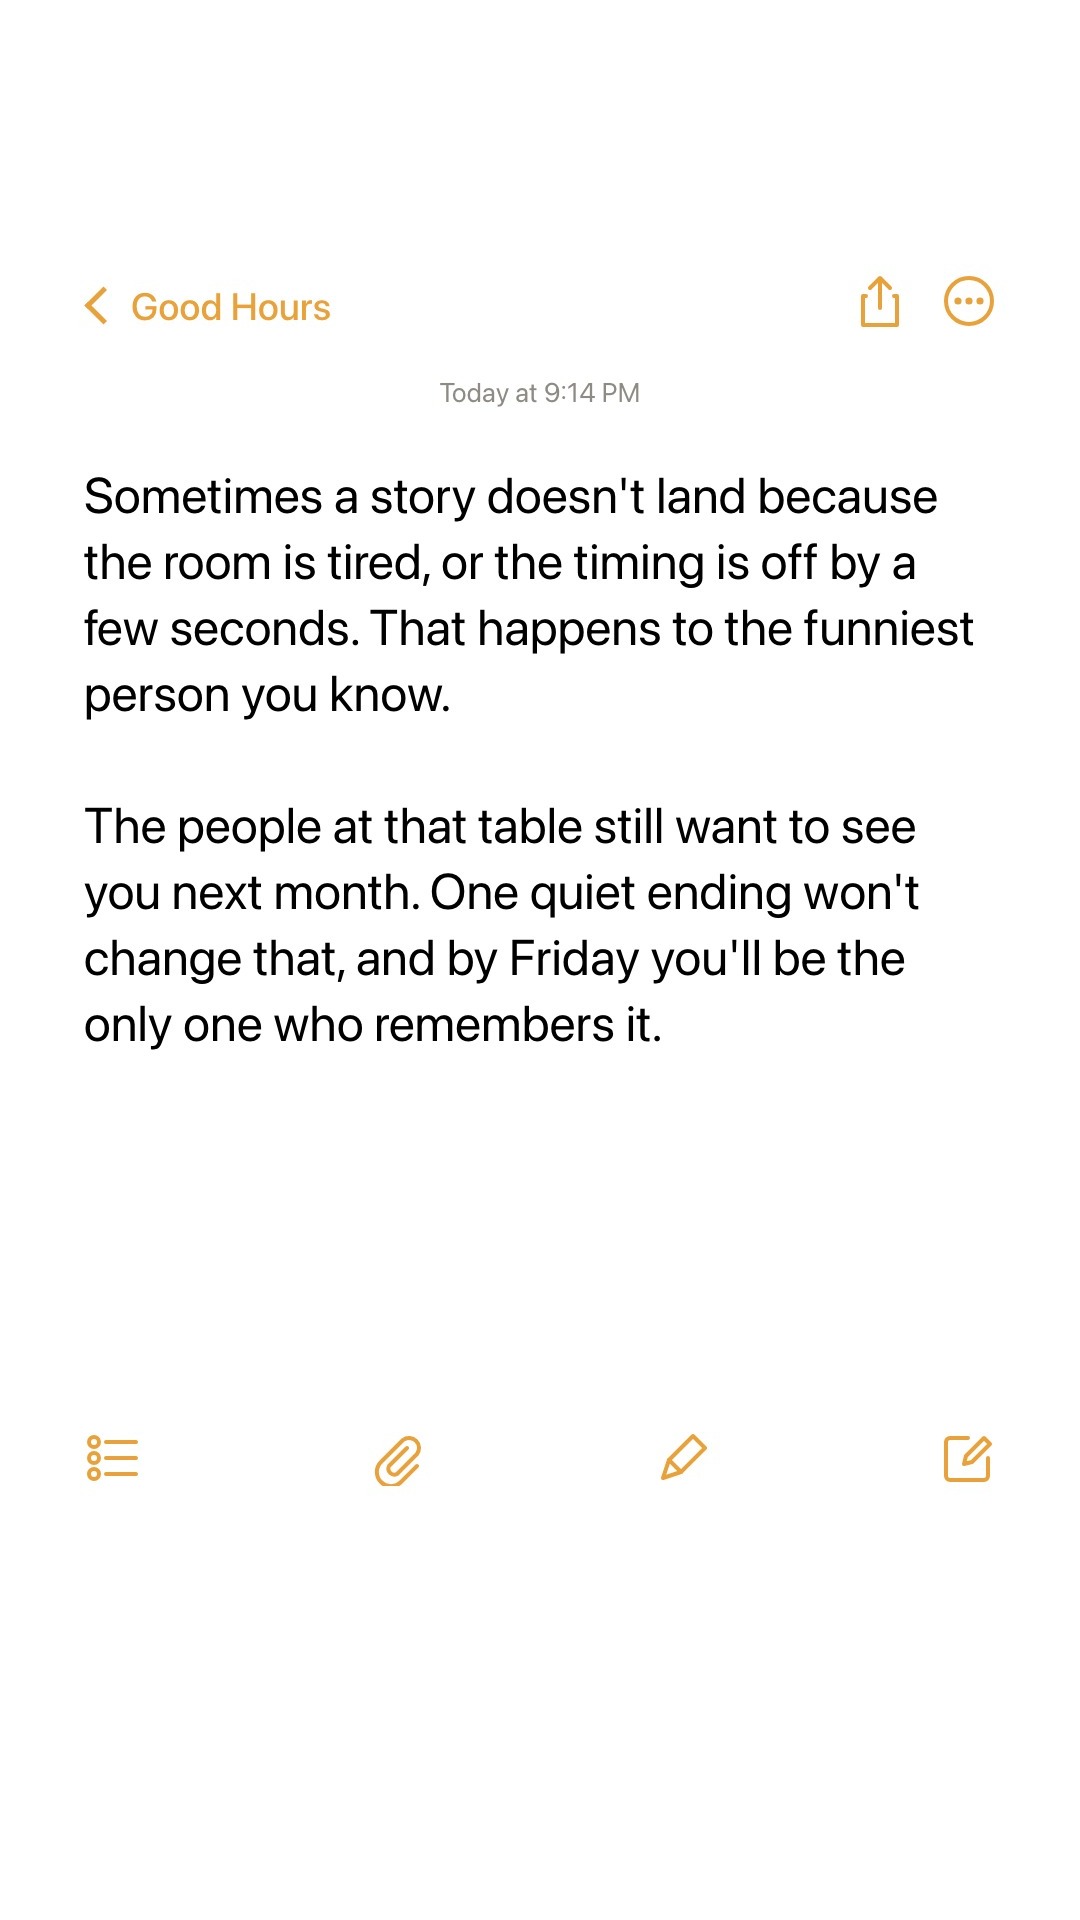 Good Hours
Today at 9:14 PM
Sometimes a story doesn't land because
the room is tired, or the timing is off by a
few seconds. That happens to the funniest
person you know.
The people at that table still want to see
you next month. One quiet ending won't
change that, and by Friday you'll be the
only one who remembers it.